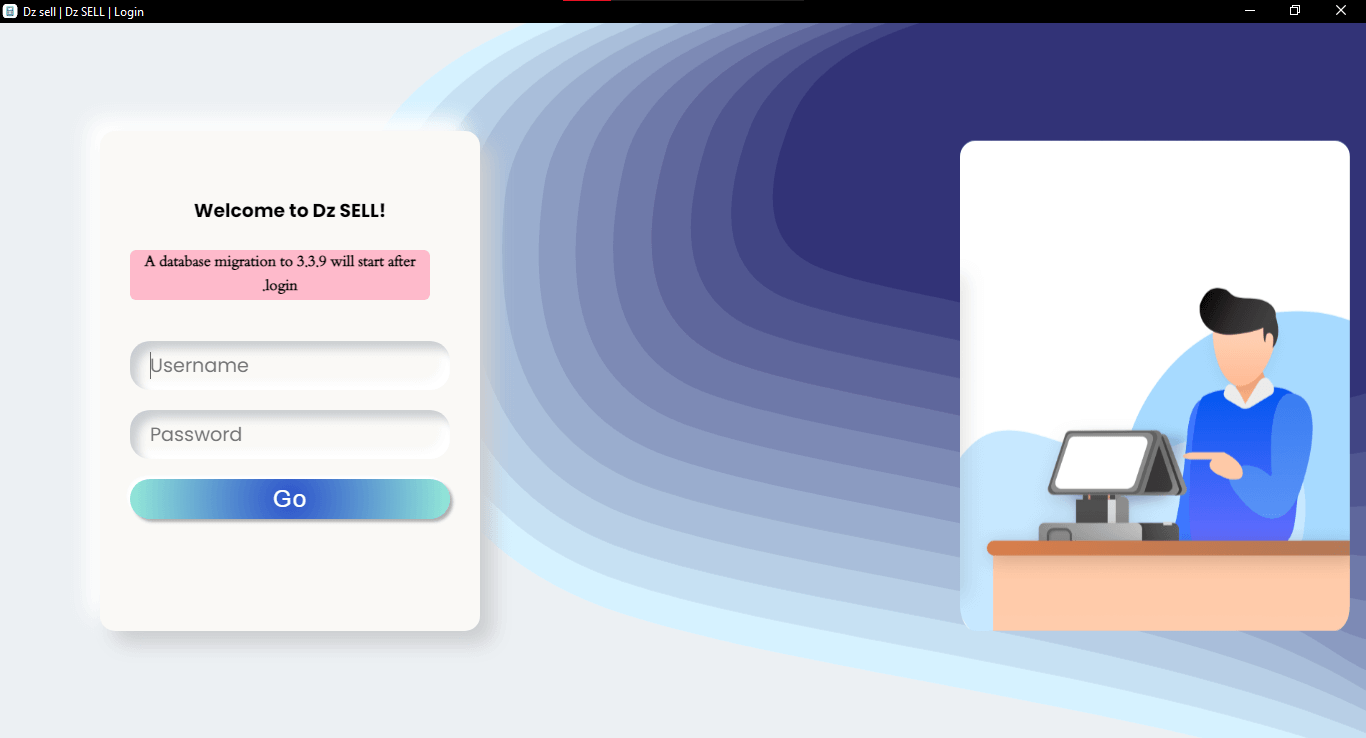 Dz sell | Dz SELL | Login
Welcome to Dz SELL!
A database migration to 3.3.9 will start after
.login
Username
Password
Go